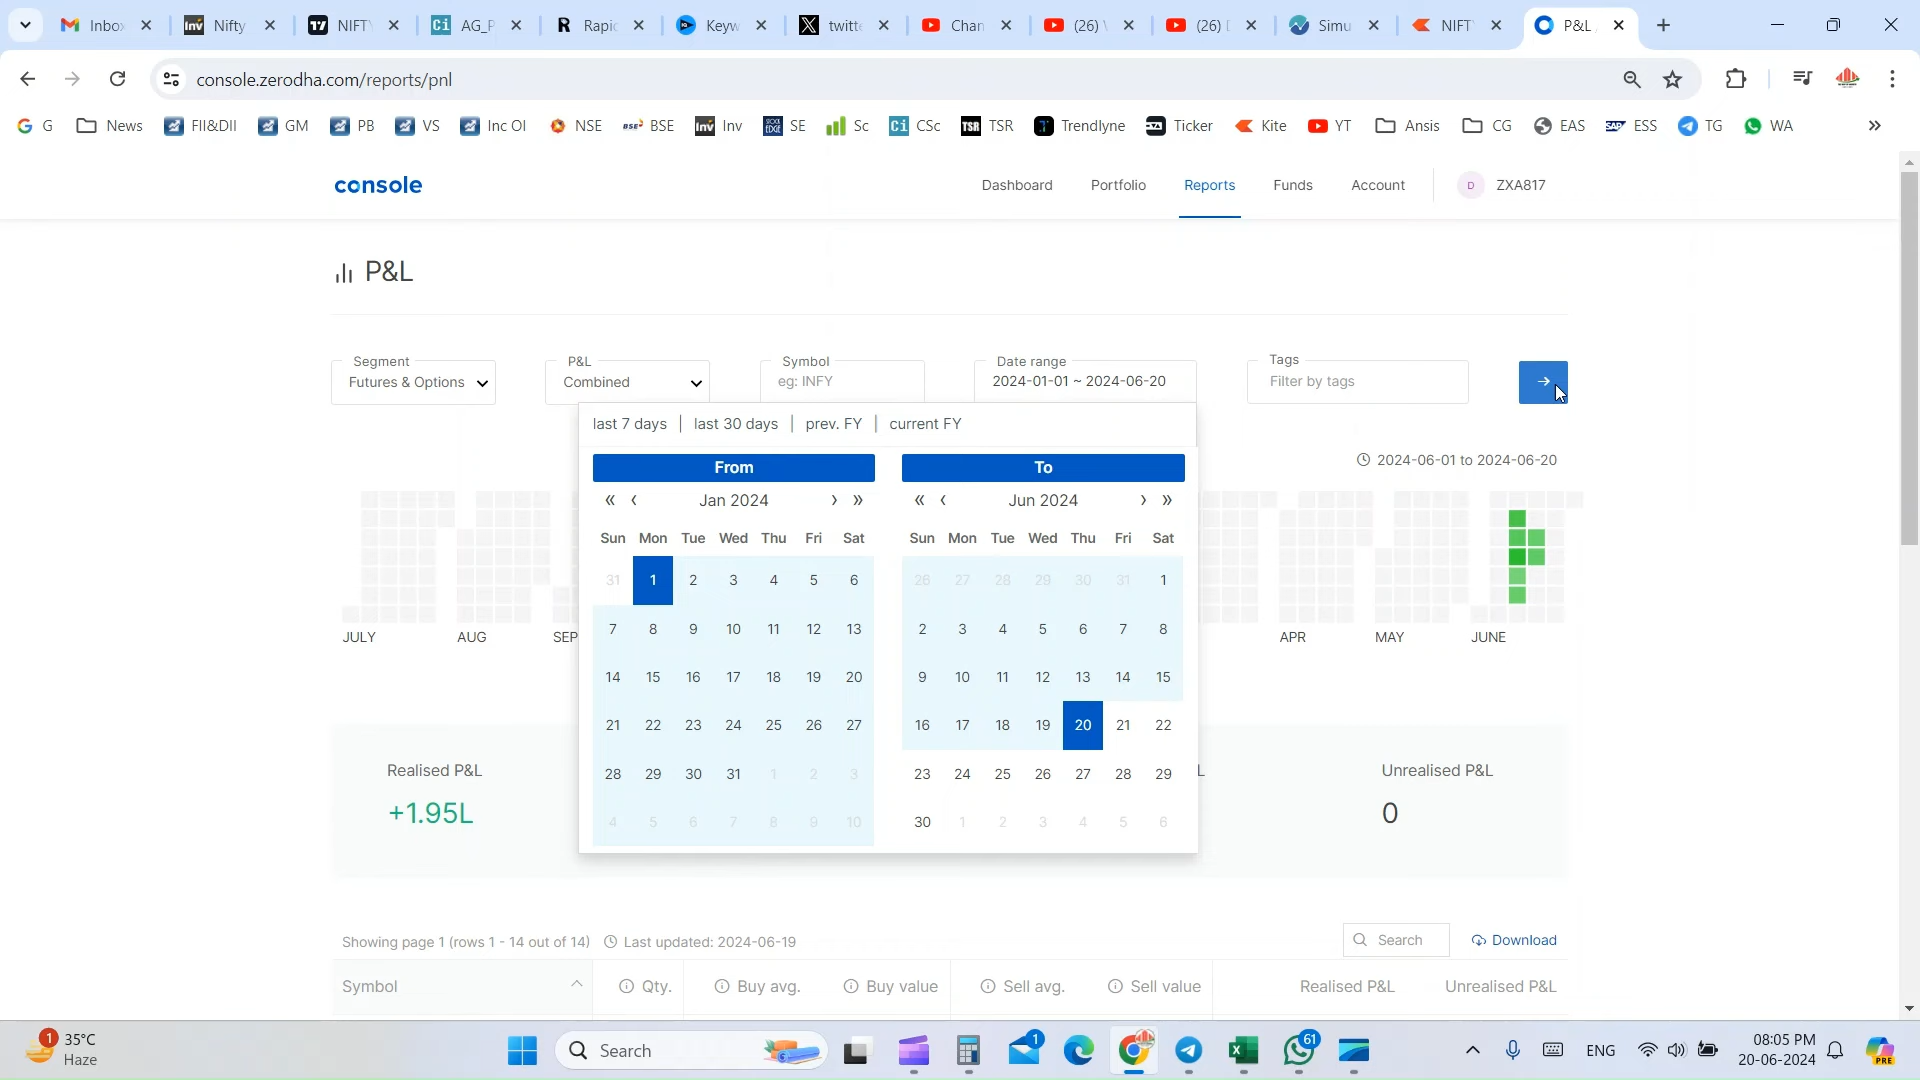 Inbo
Nifty
NIFT
AG_P
Rapi
Keyw
twitt
Chan
(26)
(26)
Simu
NIFT
P&L
console.zerodha.com/reports/pnl
G
News
FII&DII
GM
PB
VS
Inc OI
NSE
BSE
Inv
SE
Sc
CSc
TSR
Trendlyne
Ticker
Kite
YT
Ansis
CG
EAS
ESS
TG
WA
console
Dashboard
Portfolio
Reports
Funds
Account
D
ZXA817
P&L
Segment
Futures & Options
P&L
Combined
Symbol
eg: INFY
Date range
2024-01-01 ~ 2024-06-20
Tags
Filter by tags
last 7 days | last 30 days | prev. FY | current FY
2024-06-01 to 2024-06-20
From
« ‹ Jan 2024 › »
Sun Mon Tue Wed Thu Fri Sat
31 1 2 3 4 5 6
7 8 9 10 11 12 13
14 15 16 17 18 19 20
21 22 23 24 25 26 27
28 29 30 31 1 2 3
4 5 6 7 8 9 10
To
« ‹ Jun 2024 › »
Sun Mon Tue Wed Thu Fri Sat
26 27 28 29 30 31 1
2 3 4 5 6 7 8
9 10 11 12 13 14 15
16 17 18 19 20 21 22
23 24 25 26 27 28 29
30 1 2 3 4 5 6
JULY
AUG
SEP
APR
MAY
JUNE
Realised P&L
+1.95L
L
Unrealised P&L
0
Showing page 1 (rows 1 - 14 out of 14)
Last updated: 2024-06-19
Search
Download
Symbol
Qty.
Buy avg.
Buy value
Sell avg.
Sell value
Realised P&L
Unrealised P&L
1
35°C
Haze
Search
1
61
ENG
08:05 PM
20-06-2024
PRE